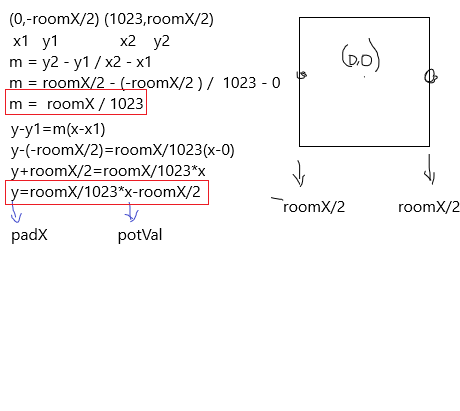 (0,-roomX/2) (1023,roomX/2)
x1 y1 x2 y2
m = y2 - y1 / x2 - x1
m = roomX/2 - (-roomX/2 ) / 1023 - 0
m = roomX / 1023
y-y1=m(x-x1)
y-(-roomX/2)=roomX/1023(x-0)
y+roomX/2=roomX/1023*x
y=roomX/1023*x-roomX/2
padX potVal
(0,0)
-roomX/2 roomX/2